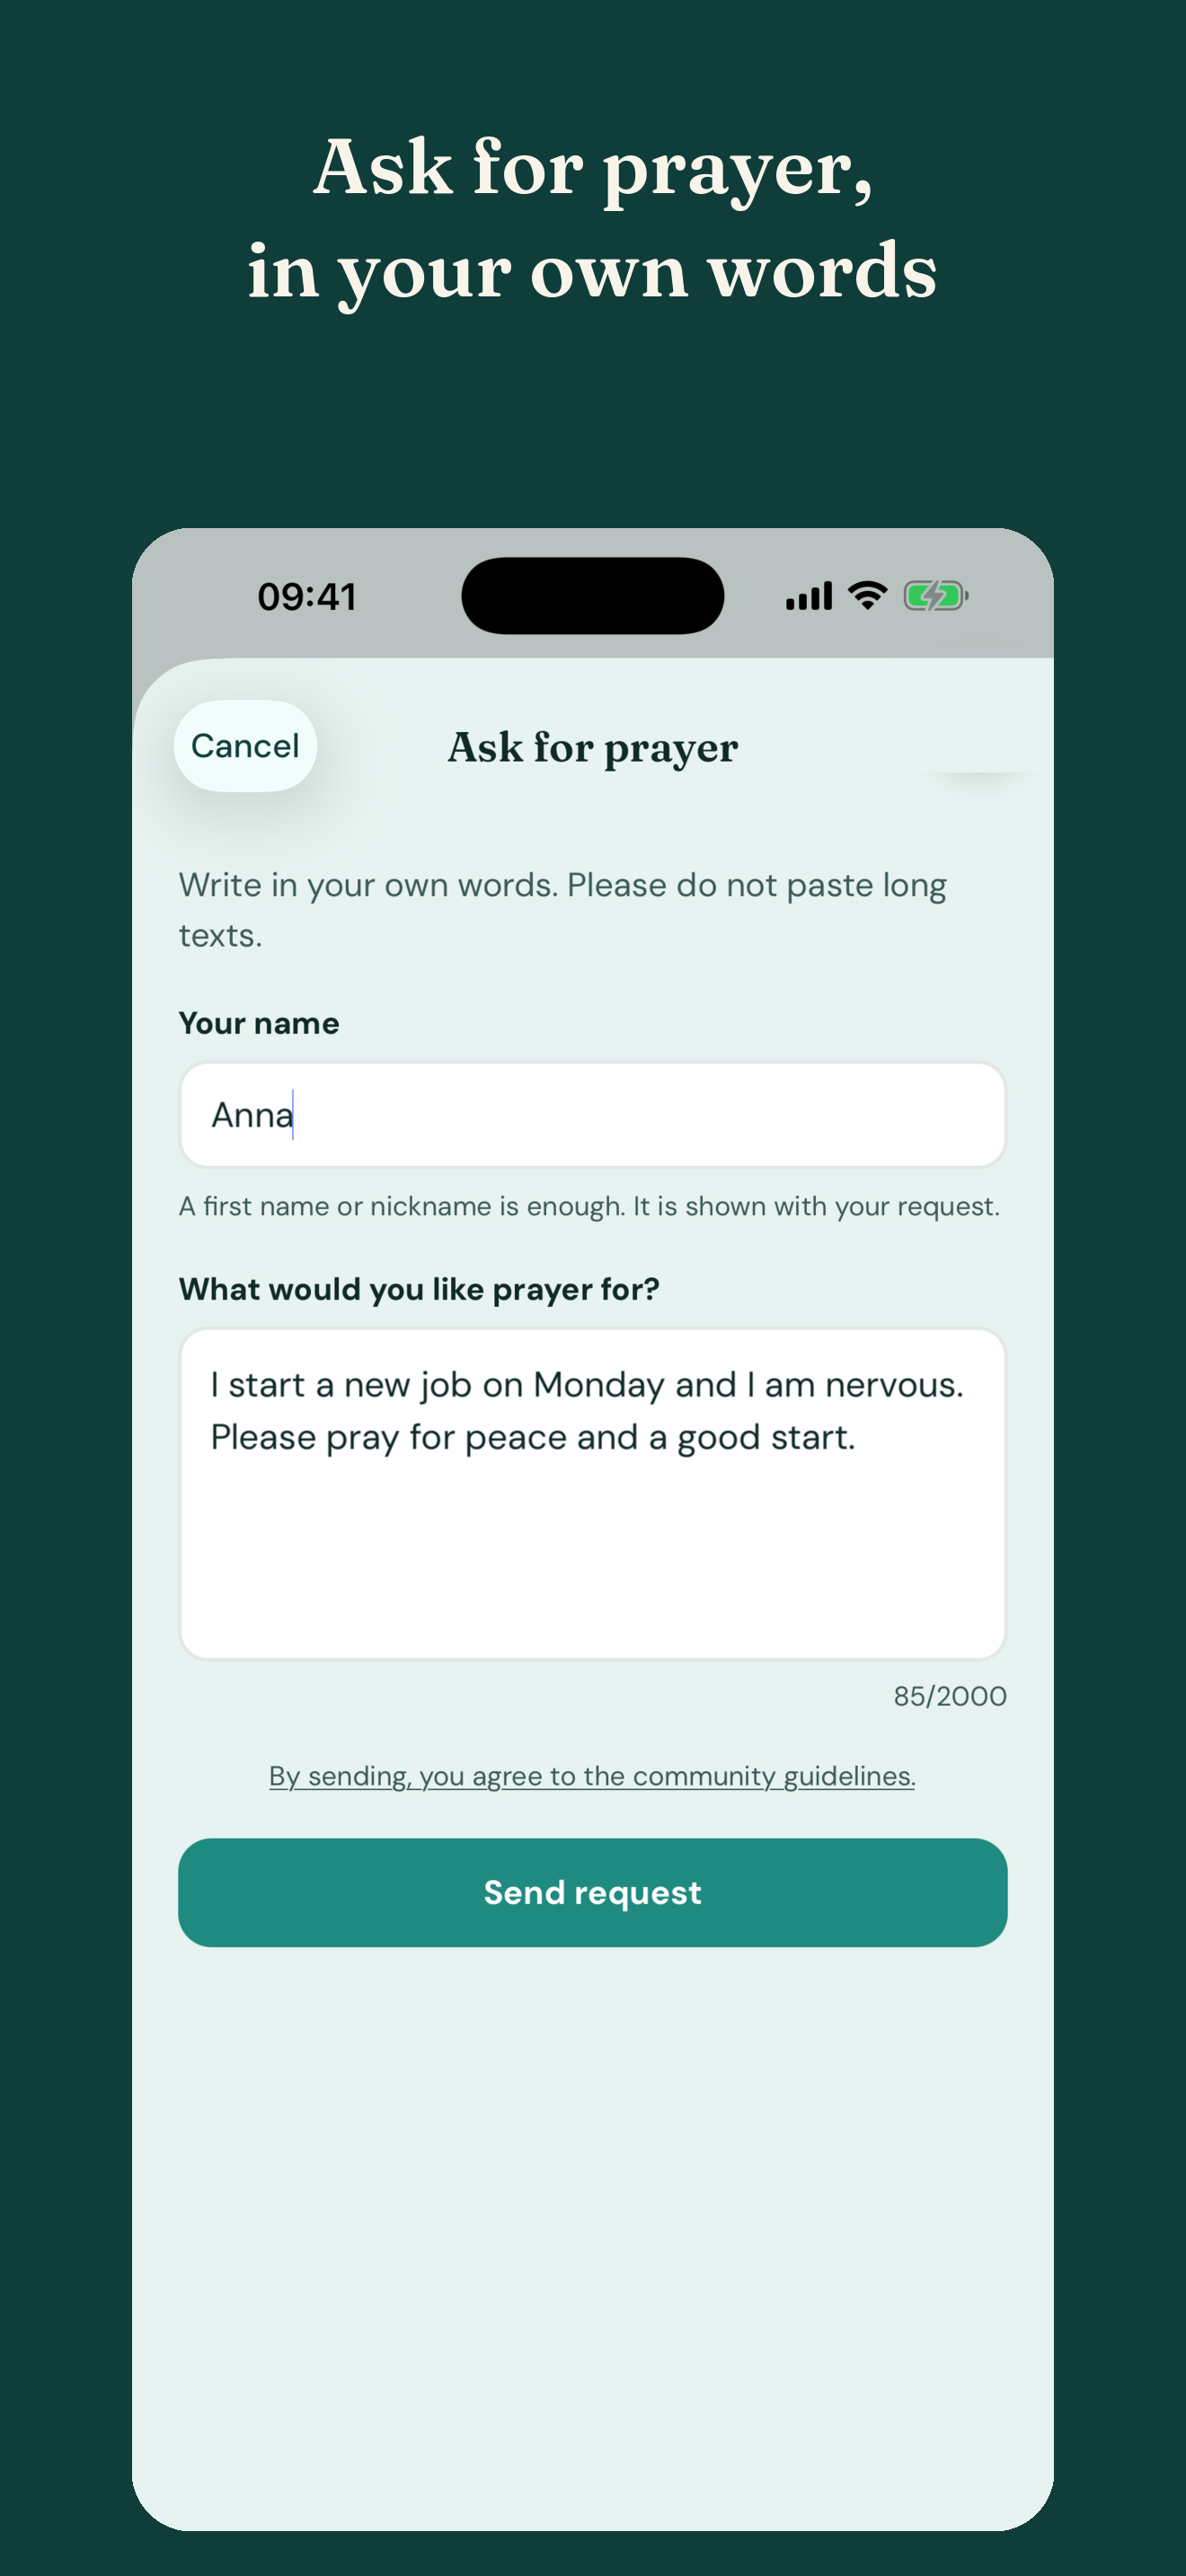 Ask for prayer,
in your own words
09:41
Cancel
Ask for prayer
Write in your own words. Please do not paste long
texts.
Your name
Anna
A first name or nickname is enough. It is shown with your request.
What would you like prayer for?
I start a new job on Monday and I am nervous.
Please pray for peace and a good start.
85/2000
By sending, you agree to the community guidelines.
Send request